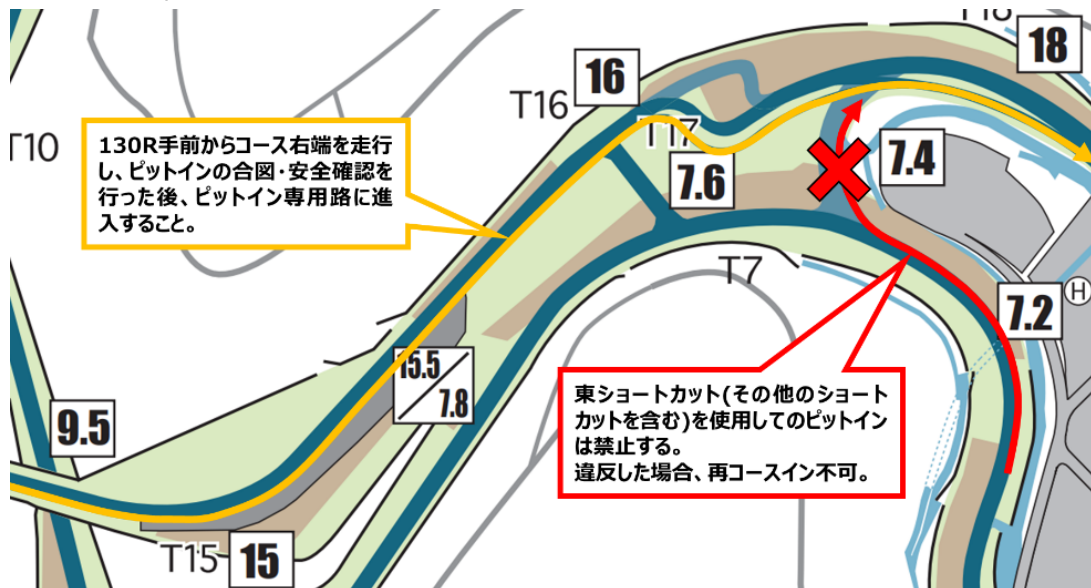 18
16
T16
T10
130R手前からコース右端を走行
し、ピットインの合図・安全確認を
行った後、ピットイン専用路に進
入すること。
T17
7.6
7.4
T7
H
7.2
15.5
7.8
9.5
東ショートカット(その他のショート
カットを含む)を使用してのピットイン
は禁止する。
違反した場合、再コースイン不可。
T15
15